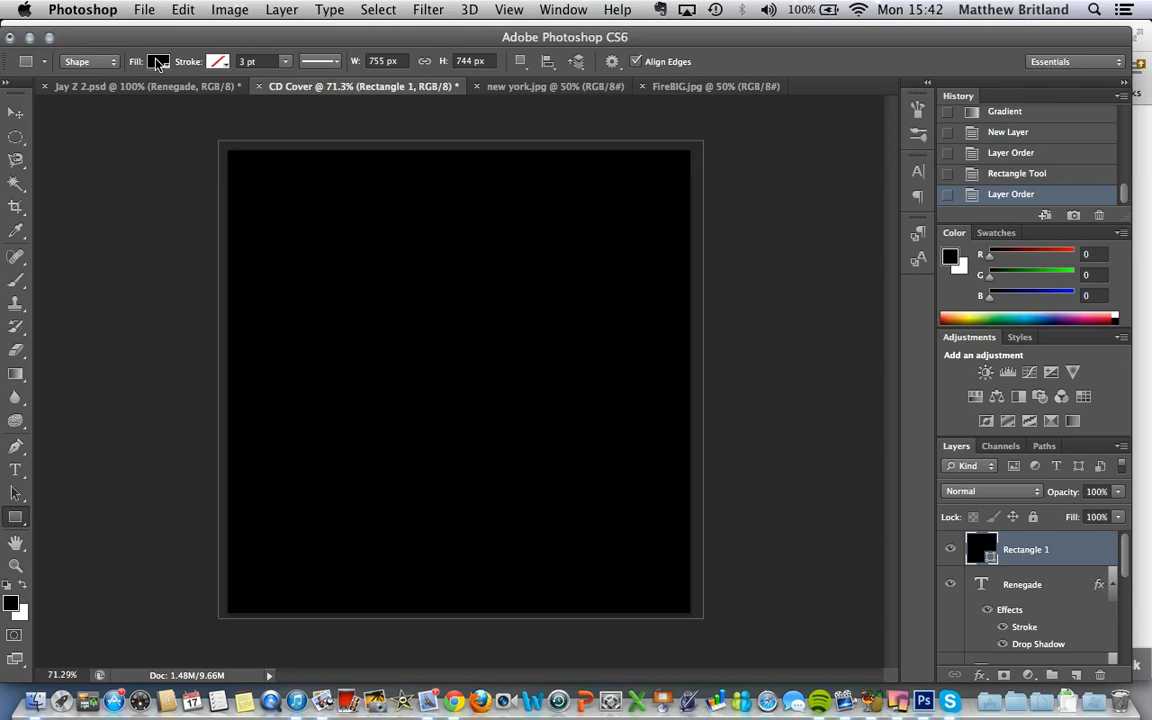 Photoshop File Edit Image Layer Type Select Filter 3D View Window Help 100% Mon 15:42 Matthew Britland
Adobe Photoshop CS6
Shape Fill: Stroke: 3 pt W: 755 px H: 744 px Align Edges Essentials
Jay Z 2.psd @ 100% (Renegade, RGB/8) * CD Cover @ 71.3% (Rectangle 1, RGB/8) * new york.jpg @ 50% (RGB/8#) FireBIG.jpg @ 50% (RGB/8#)
History
Gradient
New Layer
Layer Order
Rectangle Tool
Layer Order
Color Swatches
R 0
G 0
B 0
Adjustments Styles
Add an adjustment
Layers Channels Paths
Kind
Normal Opacity: 100%
Lock: Fill: 100%
Rectangle 1
Renegade fx
Effects
Stroke
Drop Shadow
71.29% Doc: 1.48M/9.66M